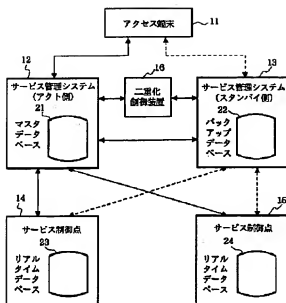 アクセス端末
11
12
サービス管理システム
(アクト側)
21
マスタ
データ
ベース
16
二重化
制御装置
13
サービス管理システム
(スタンバイ側)
22
バック
アップ
データ
ベース
14
サービス制御点
23
リアル
タイム
データ
ベース
15
サービス制御点
24
リアル
タイム
データ
ベース